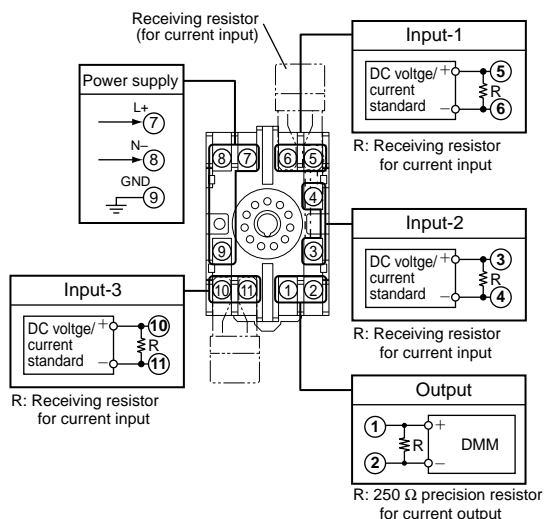 Receiving resistor
(for current input)
Input-1
DC voltge/
current
standard
+
−
R
5
6
R: Receiving resistor
for current input
Power supply
L+
7
N−
8
GND
9
8
7
6
5
4
3
9
10
11
1
2
Input-2
DC voltge/
current
standard
+
−
R
3
4
R: Receiving resistor
for current input
Input-3
DC voltge/
current
standard
+
−
R
10
11
R: Receiving resistor
for current input
Output
1
2
R
+
−
DMM
R: 250 Ω precision resistor
for current output